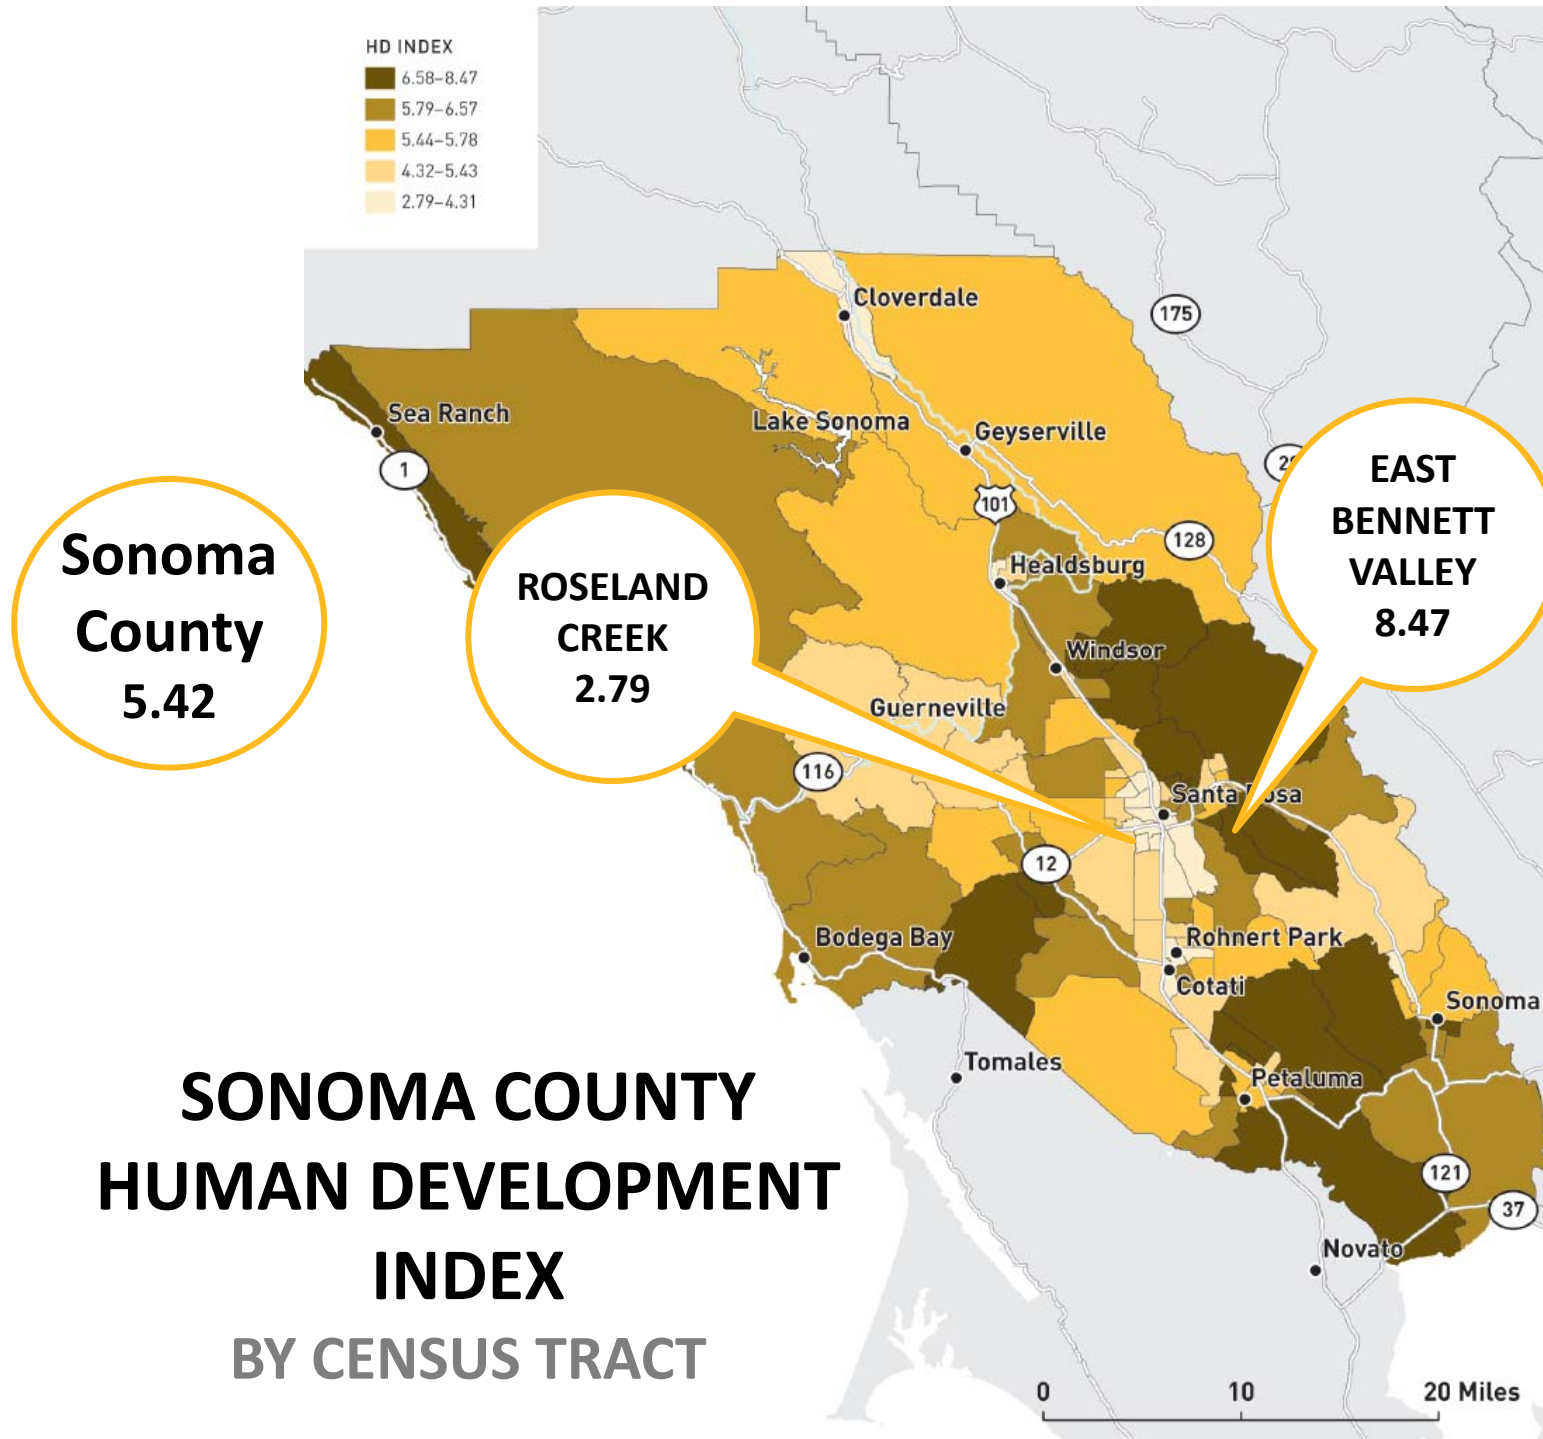 HD INDEX
6.58–8.47
5.79–6.57
5.44–5.78
4.32–5.43
2.79–4.31
Cloverdale
175
Sea Ranch
Lake Sonoma
Geyserville
1
101
128
EAST
BENNETT
VALLEY
8.47
Sonoma
County
5.42
ROSELAND
CREEK
2.79
Healdsburg
Windsor
Guerneville
116
Santa Rosa
12
Bodega Bay
Rohnert Park
Cotati
Sonoma
Tomales
Petaluma
121
37
Novato
SONOMA COUNTY
HUMAN DEVELOPMENT
INDEX
BY CENSUS TRACT
0 10 20 Miles